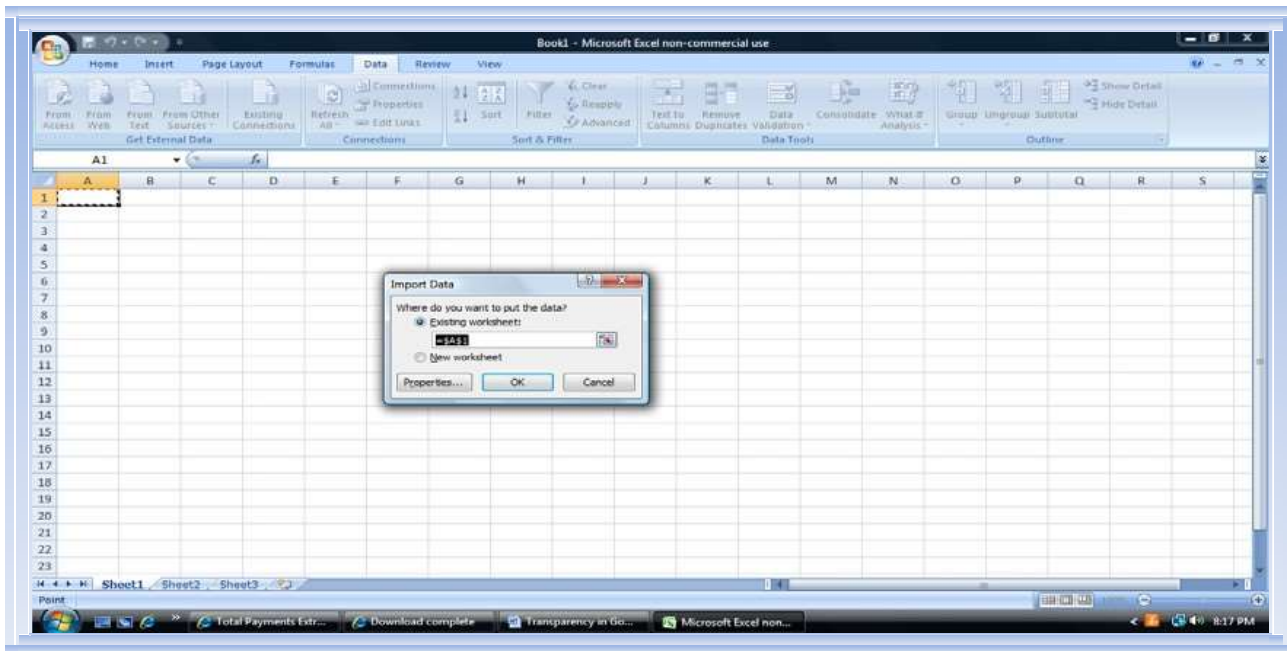 Book1 - Microsoft Excel non-commercial use
Home Insert Page Layout Formulas Data Review View
From Access From Web From Text From Other Sources Existing Connections Get External Data
Refresh All Connections Properties Edit Links Connections
Sort Filter Clear Reapply Advanced Sort & Filter
Text to Columns Remove Duplicates Data Validation Consolidate What-If Analysis Data Tools
Group Ungroup Subtotal Show Detail Hide Detail Outline
A1 fx
A B C D E F G H I J K L M N O P Q R S
1
2
3
4
5
6
7
8
9
10
11
12
13
14
15
16
17
18
19
20
21
22
23
Import Data
Where do you want to put the data?
Existing worksheet:
=$A$1
New worksheet
Properties... OK Cancel
Sheet1 Sheet2 Sheet3
Point
Total Payments Extr... Download complete Transparency in Go... Microsoft Excel non... 8:17 PM